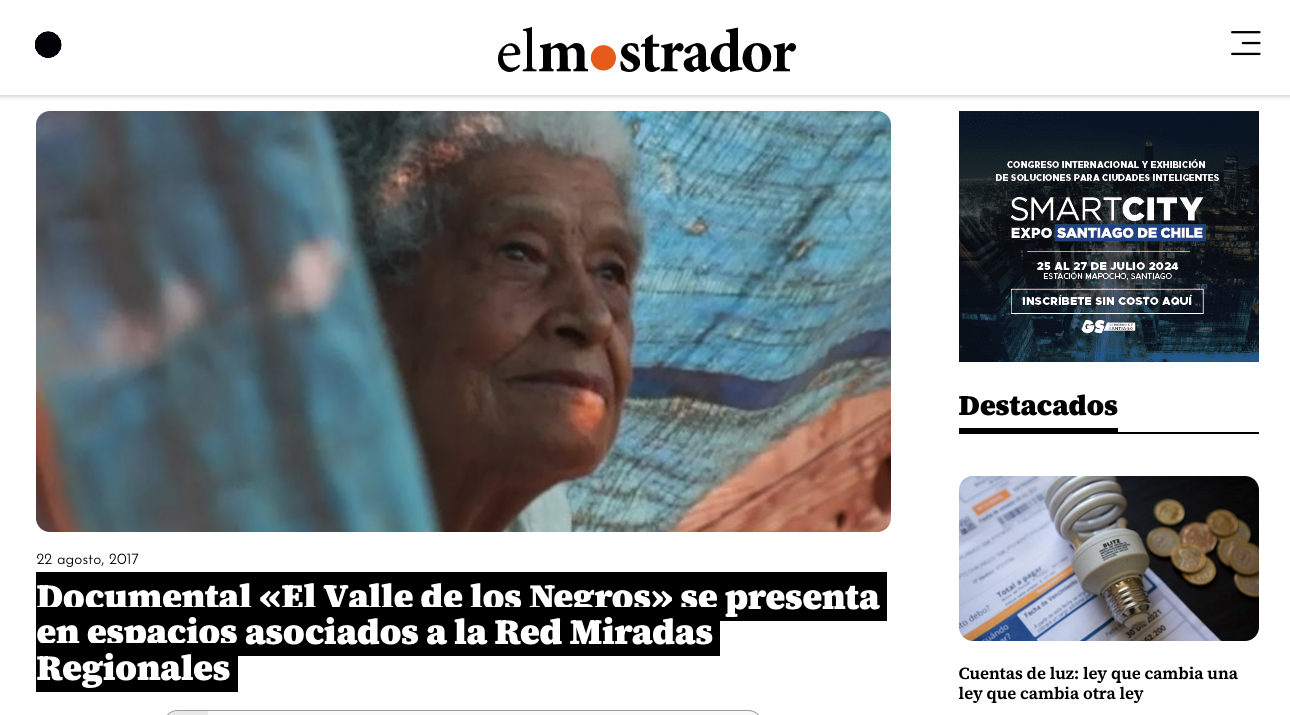 elmostrador
22 agosto, 2017
Documental «El Valle de los Negros» se presenta
en espacios asociados a la Red Miradas
Regionales
CONGRESO INTERNACIONAL Y EXHIBICIÓN
DE SOLUCIONES PARA CIUDADES INTELIGENTES
SMARTCITY
EXPO SANTIAGO DE CHILE
25 AL 27 DE JULIO 2024
ESTACIÓN MAPOCHO, SANTIAGO
INSCRÍBETE SIN COSTO AQUÍ
GS
Destacados
Total a pagar
Cuentas de luz: ley que cambia una
ley que cambia otra ley